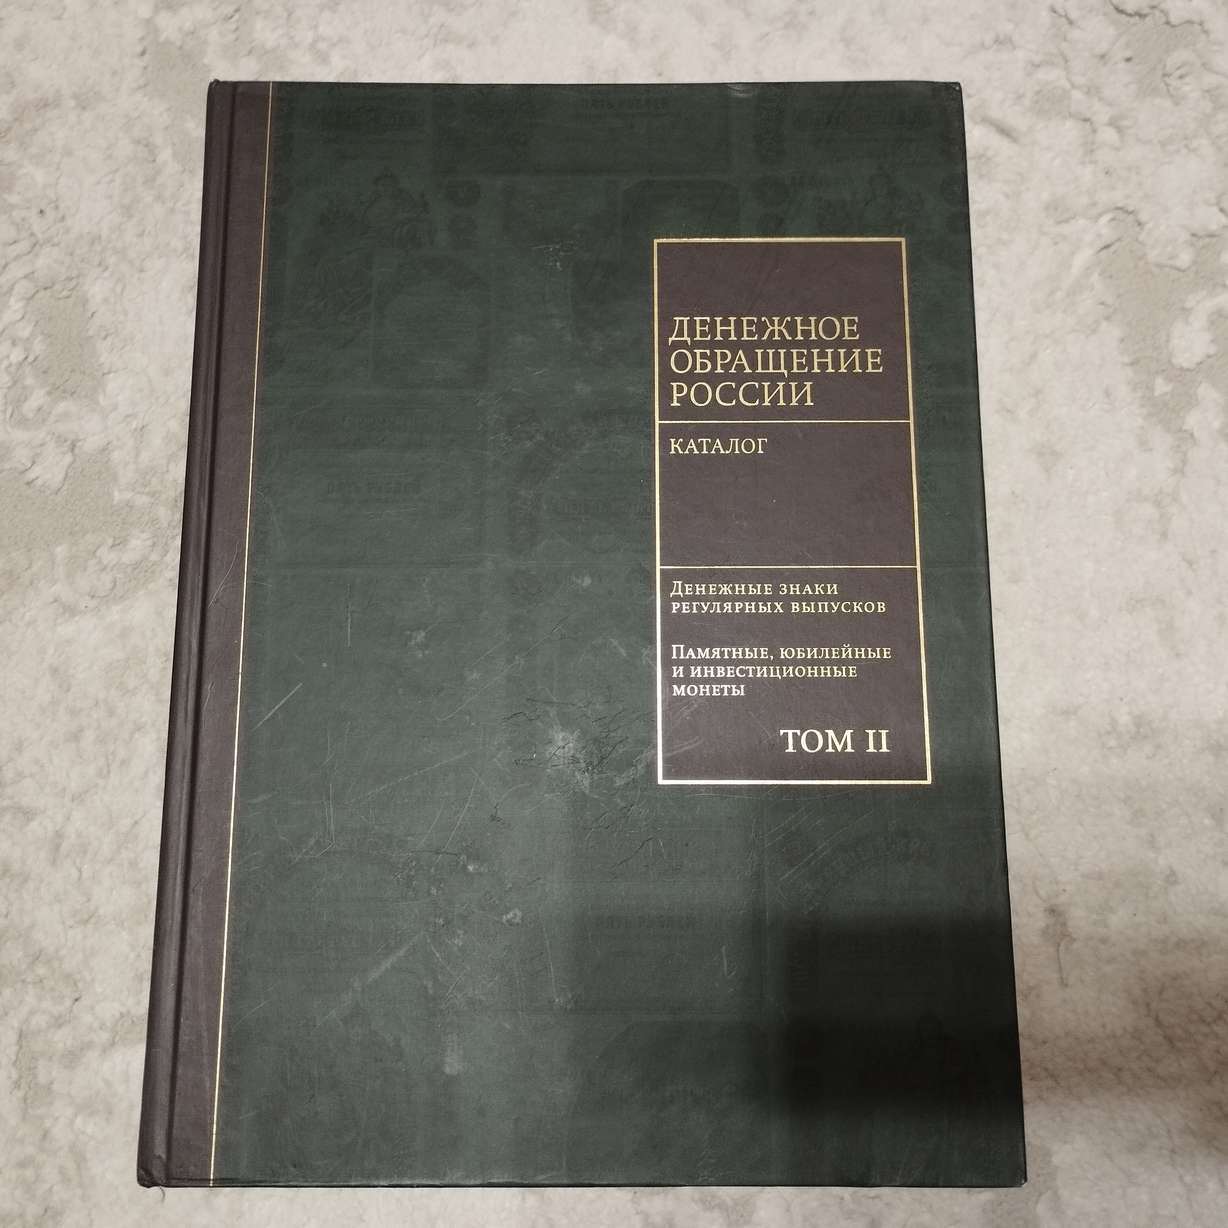 ДЕНЕЖНОЕ
ОБРАЩЕНИЕ
РОССИИ
КАТАЛОГ
ДЕНЕЖНЫЕ ЗНАКИ
РЕГУЛЯРНЫХ ВЫПУСКОВ
ПАМЯТНЫЕ, ЮБИЛЕЙНЫЕ
И ИНВЕСТИЦИОННЫЕ
МОНЕТЫ
ТОМ II